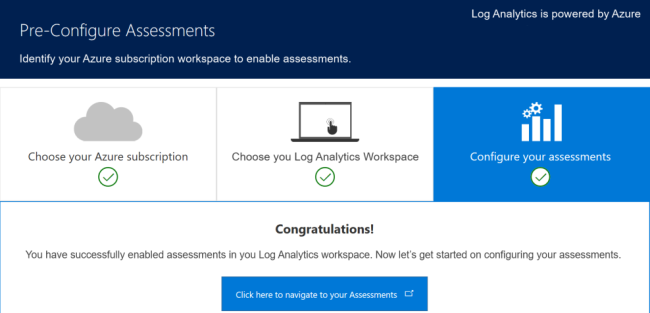 Log Analytics is powered by Azure
Pre-Configure Assessments
Identify your Azure subscription workspace to enable assessments.
Choose your Azure subscription
Choose you Log Analytics Workspace
Configure your assessments
Congratulations!
You have successfully enabled assessments in you Log Analytics workspace. Now let's get started on configuring your assessments.
Click here to navigate to your Assessments